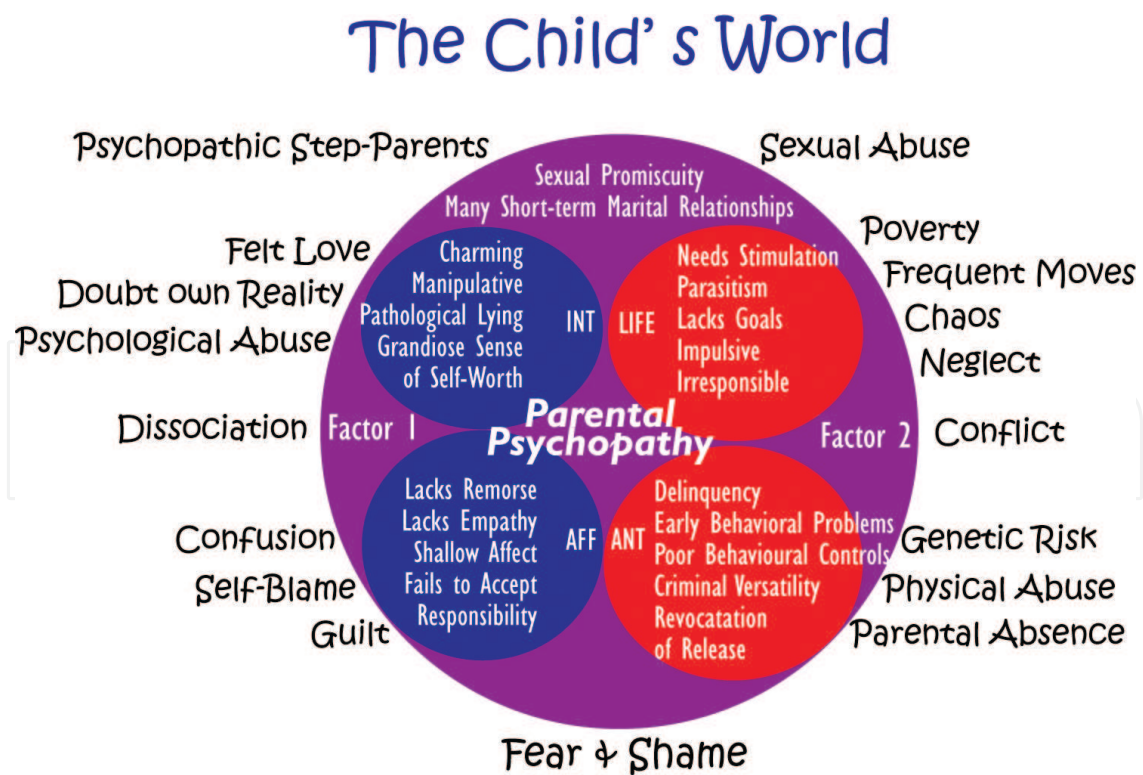 The Child's World
Psychopathic Step-Parents
Sexual Abuse
Sexual Promiscuity
Many Short-term Marital Relationships
Felt Love
Doubt own Reality
Psychological Abuse
Charming
Manipulative
Pathological Lying
Grandiose Sense
of Self-Worth
INT
LIFE
Needs Stimulation
Parasitism
Lacks Goals
Impulsive
Irresponsible
Poverty
Frequent Moves
Chaos
Neglect
Dissociation
Factor 1
Parental
Psychopathy
Factor 2
Conflict
Confusion
Self-Blame
Guilt
Lacks Remorse
Lacks Empathy
Shallow Affect
Fails to Accept
Responsibility
AFF
ANT
Delinquency
Early Behavioral Problems
Poor Behavioural Controls
Criminal Versatility
Revocatation
of Release
Genetic Risk
Physical Abuse
Parental Absence
Fear & Shame